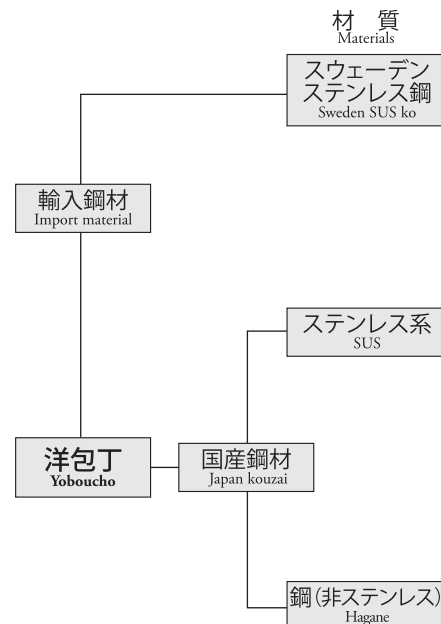 材 質
Materials
スウェーデン
ステンレス鋼
Sweden SUS ko
輸入鋼材
Import material
ステンレス系
SUS
洋包丁
Yoboucho
国産鋼材
Japan kouzai
鋼（非ステンレス）
Hagane